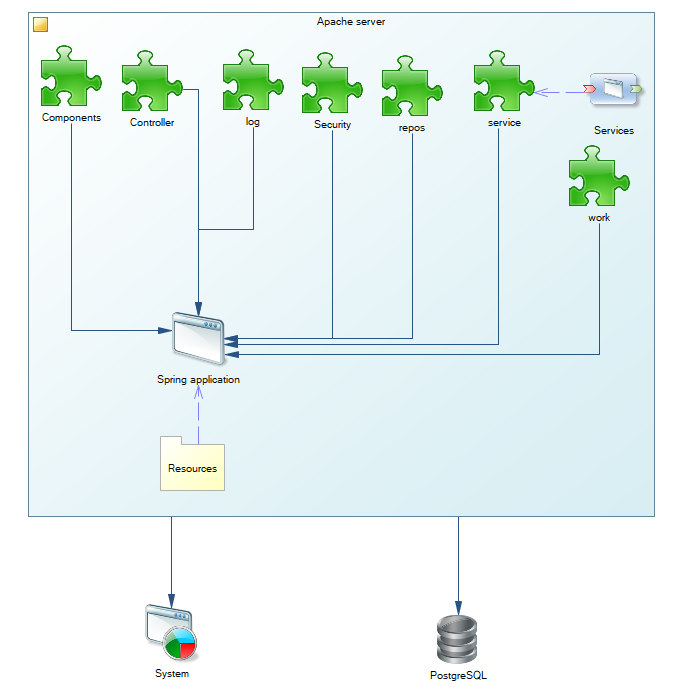 Apache server
Components
Controller
log
Security
repos
service
Services
work
Spring application
Resources
System
PostgreSQL